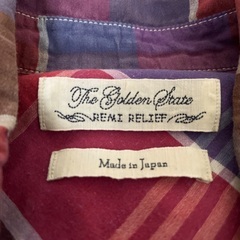 The Golden State
REMI RELIEF
Made in Japan